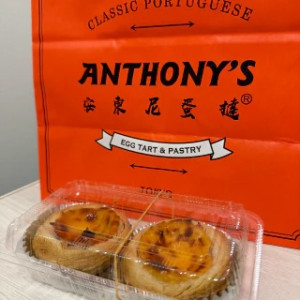 CLASSIC PORTUGUESE
ANTHONY'S
安東尼蛋撻®
EGG TART & PASTRY